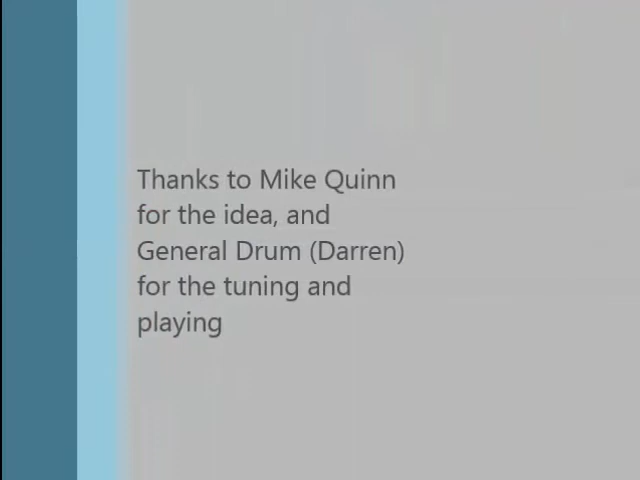 Thanks to Mike Quinn
for the idea, and
General Drum (Darren)
for the tuning and
playing